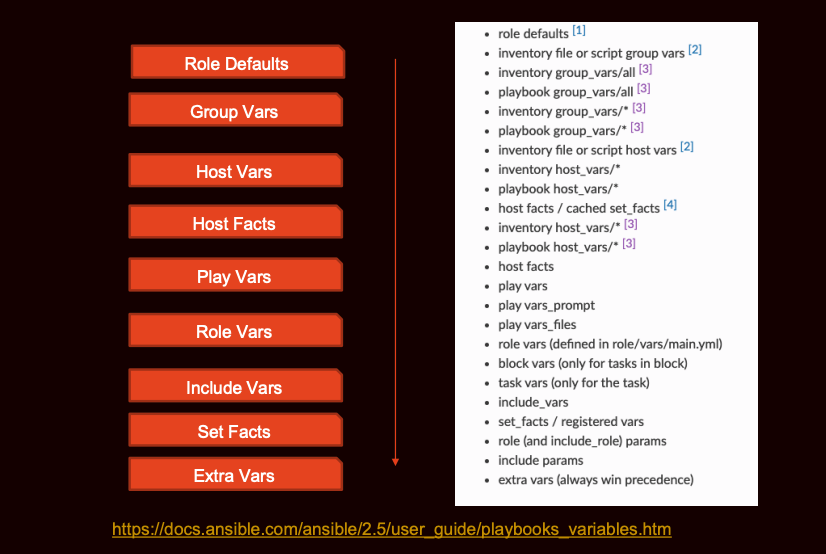 Role Defaults
Group Vars
Host Vars
Host Facts
Play Vars
Role Vars
Include Vars
Set Facts
Extra Vars
• role defaults [1]
• inventory file or script group vars [2]
• inventory group_vars/all [3]
• playbook group_vars/all [3]
• inventory group_vars/* [3]
• playbook group_vars/* [3]
• inventory file or script host vars [2]
• inventory host_vars/*
• playbook host_vars/*
• host facts / cached set_facts [4]
• inventory host_vars/* [3]
• playbook host_vars/* [3]
• host facts
• play vars
• play vars_prompt
• play vars_files
• role vars (defined in role/vars/main.yml)
• block vars (only for tasks in block)
• task vars (only for the task)
• include_vars
• set_facts / registered vars
• role (and include_role) params
• include params
• extra vars (always win precedence)
https://docs.ansible.com/ansible/2.5/user_guide/playbooks_variables.htm